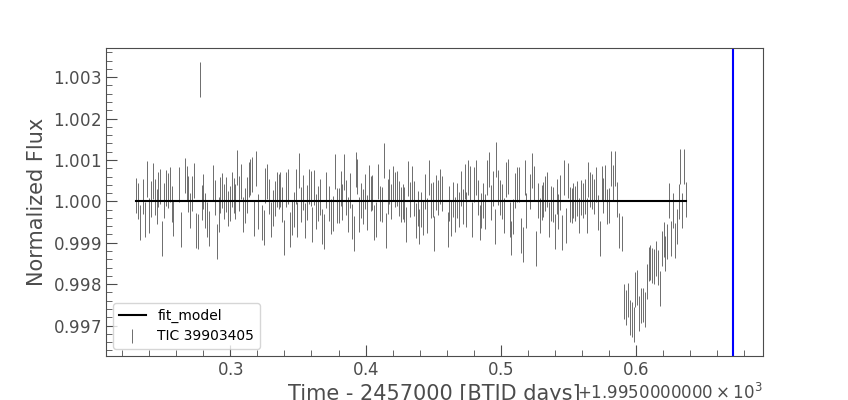 1.003
1.002
1.001
1.000
0.999
0.998
0.997
Normalized Flux
fit_model
TIC 39903405
0.3 0.4 0.5 0.6
Time - 2457000 [BTJD days]
+1.9950000000 × 10³